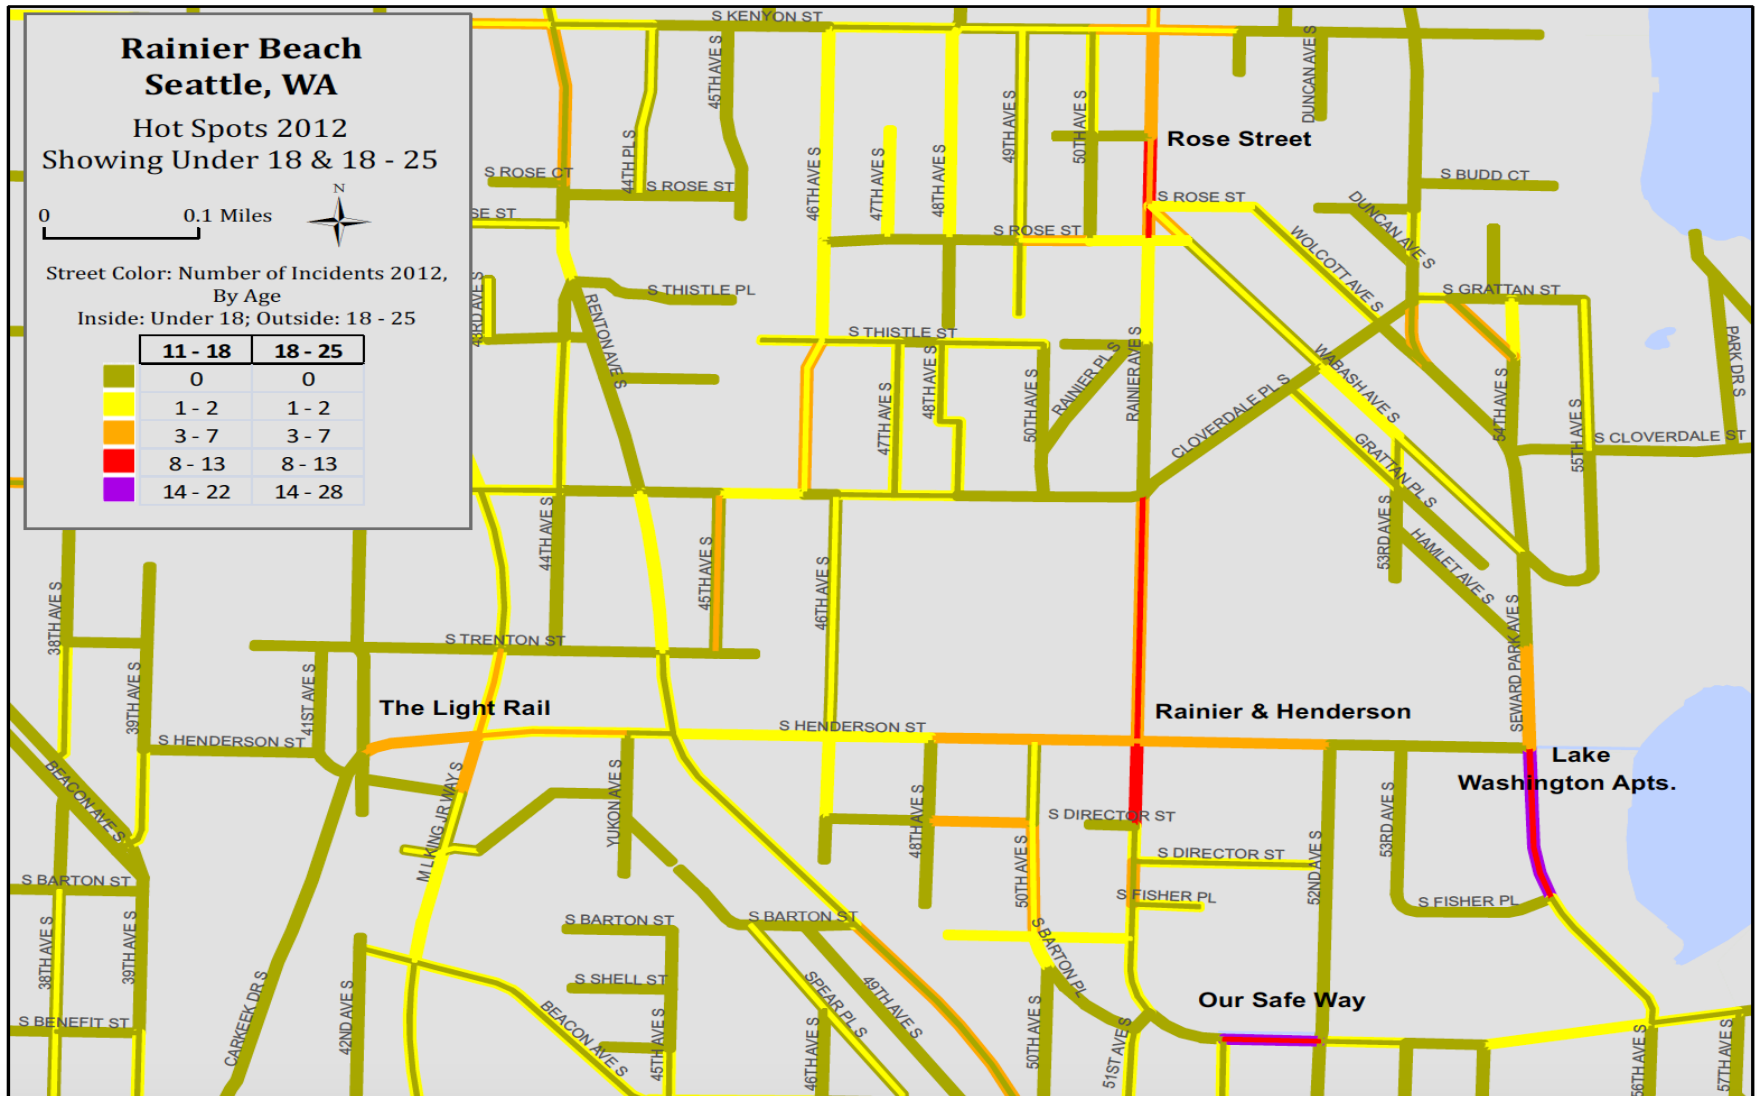 Rainier Beach
Seattle, WA
Hot Spots 2012
Showing Under 18 & 18 - 25
N
0 0.1 Miles
Street Color: Number of Incidents 2012,
By Age
Inside: Under 18; Outside: 18 - 25
11 - 18 18 - 25
0 0
1 - 2 1 - 2
3 - 7 3 - 7
8 - 13 8 - 13
14 - 22 14 - 28
S KENYON ST
45TH AVE S
DUNCAN AVE S
49TH AVE S
50TH AVE S
Rose Street
44TH PL S
46TH AVE S
47TH AVE S
48TH AVE S
S ROSE CT
S ROSE ST
S BUDD CT
SE ST
S ROSE ST
S ROSE ST
DUNCAN AVE S
WOLCOTT AVE S
43RD AVE S
S THISTLE PL
S GRATTAN ST
RENTON AVE S
S THISTLE ST
RAINIER PL S
RAINIER AVE S
WABASH AVE S
PARK DR S
47TH AVE S
48TH AVE S
50TH AVE S
CLOVERDALE PL S
54TH AVE S
55TH AVE S
S CLOVERDALE ST
GRATTAN PL S
44TH AVE S
45TH AVE S
46TH AVE S
53RD AVE S
HAMLET AVE S
38TH AVE S
S TRENTON ST
SEWARD PARK AVE S
39TH AVE S
41ST AVE S
The Light Rail
Rainier & Henderson
S HENDERSON ST
S HENDERSON ST
Lake
Washington Apts.
BEACON AVE S
M L KING JR WAY S
YUKON AVE S
48TH AVE S
S DIRECTOR ST
53RD AVE S
S DIRECTOR ST
52ND AVE S
50TH AVE S
S BARTON ST
S FISHER PL
S FISHER PL
S BARTON ST
S BARTON ST
S BARTON PL
38TH AVE S
39TH AVE S
S SHELL ST
SPEAR PL S
49TH AVE S
Our Safe Way
CARKEEK DR S
42ND AVE S
BEACON AVE S
S BENEFIT ST
45TH AVE S
46TH AVE S
50TH AVE S
51ST AVE S
56TH AVE S
57TH AVE S